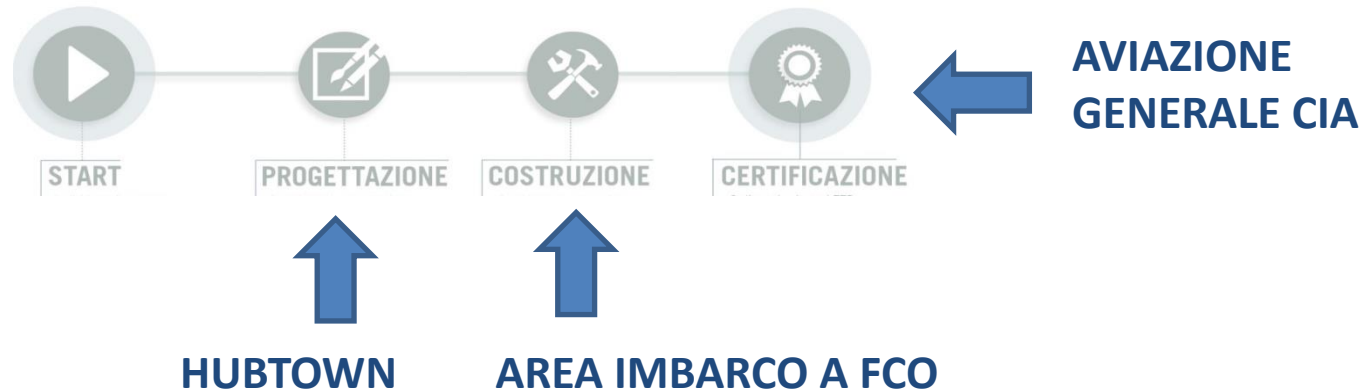 AVIAZIONE
GENERALE CIA
START
PROGETTAZIONE
COSTRUZIONE
CERTIFICAZIONE
HUBTOWN
AREA IMBARCO A FCO